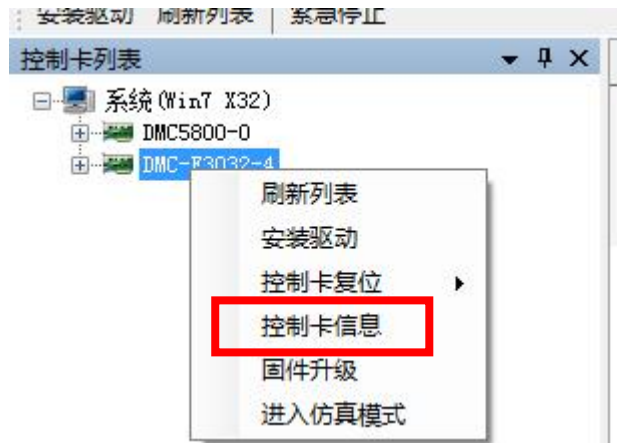 安装驱动 刷新列表 紧急停止
控制卡列表
系统(Win7 X32)
DMC5800-0
DMC-E3032-4
刷新列表
安装驱动
控制卡复位
控制卡信息
固件升级
进入仿真模式